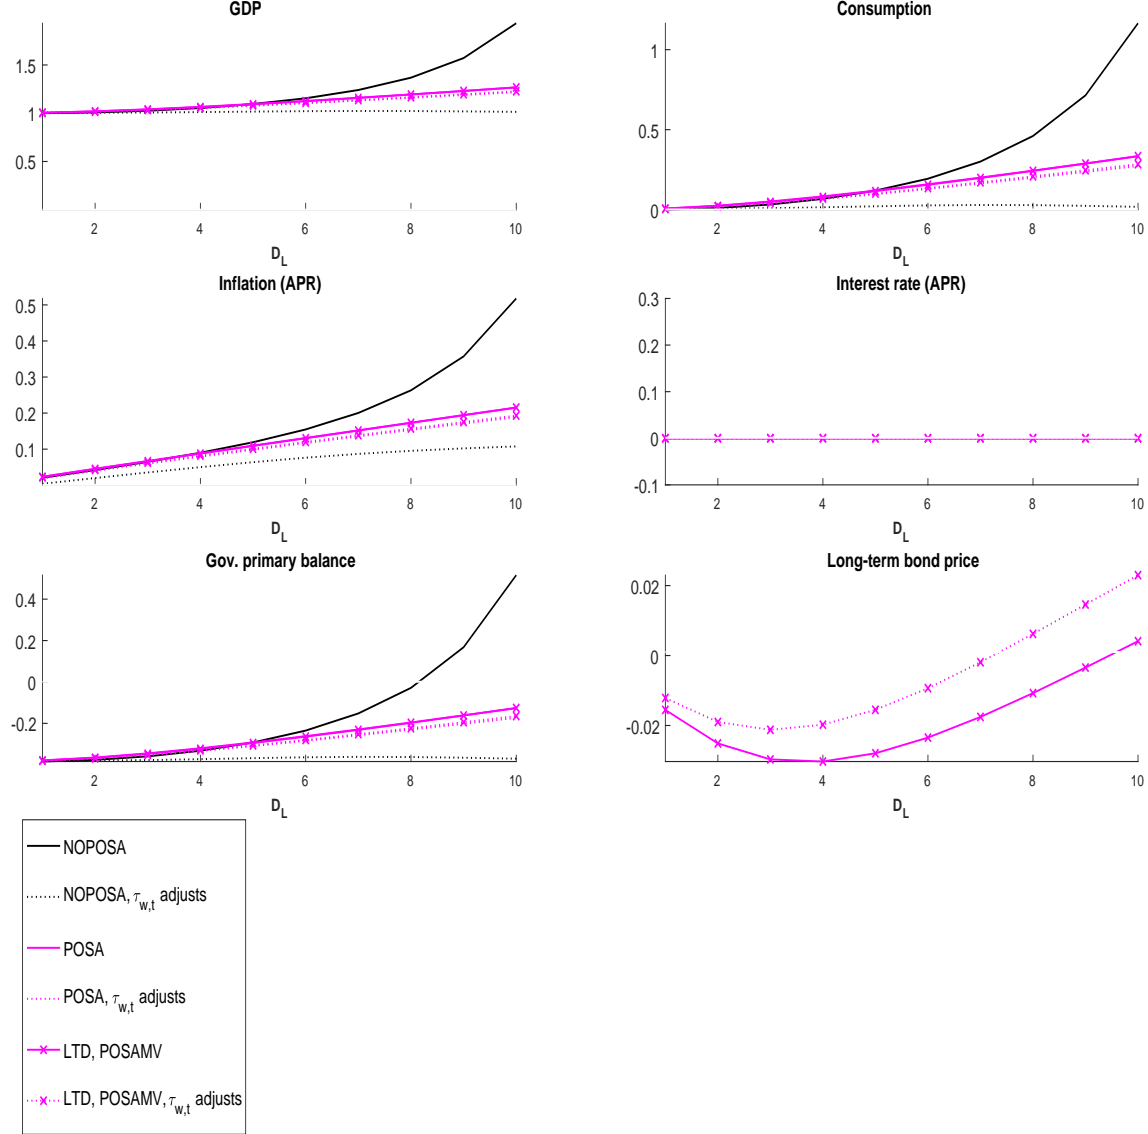 GDP
Consumption
1.5
1
0.5
2
4
6
8
10
D_L
1
0.5
0
2
4
6
8
10
D_L
Inflation (APR)
Interest rate (APR)
0.5
0.4
0.3
0.2
0.1
2
4
6
8
10
D_L
0.3
0.2
0.1
0
-0.1
2
4
6
8
10
D_L
Gov. primary balance
Long-term bond price
0.4
0.2
0
-0.2
2
4
6
8
10
D_L
0.02
0
-0.02
2
4
6
8
10
D_L
NOPOSA
NOPOSA, τ_w,t adjusts
POSA
POSA, τ_w,t adjusts
LTD, POSAMV
LTD, POSAMV, τ_w,t adjusts